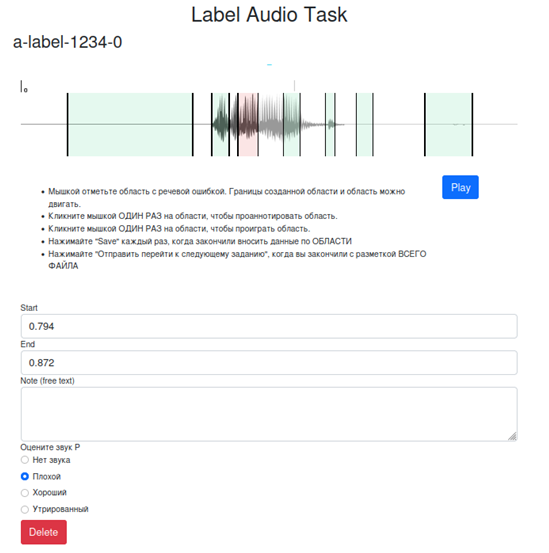 Label Audio Task
a-label-1234-0
0
Мышкой отметьте область с речевой ошибкой. Границы созданной области и область можно
двигать.
Play
Кликните мышкой ОДИН РАЗ на области, чтобы проаннотировать область.
Кликните мышкой ОДИН РАЗ на области, чтобы проиграть область.
Нажимайте "Save" каждый раз, когда закончили вносить данные по ОБЛАСТИ
Нажимайте "Отправить перейти к следующему заданию", когда вы закончили с разметкой ВСЕГО
ФАЙЛА
Start
0.794
End
0.872
Note (free text)
Оцените звук Р
Нет звука
Плохой
Хороший
Утрированный
Delete